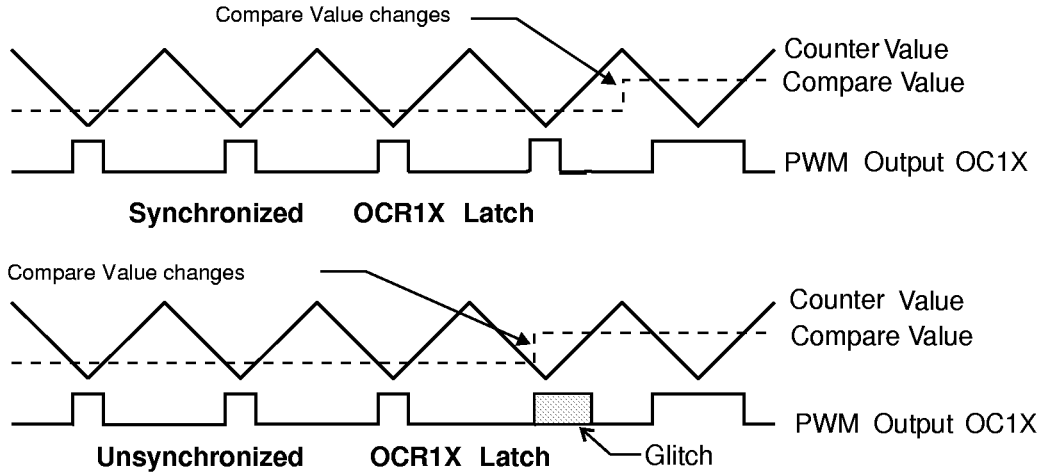 Compare Value changes
Counter Value
Compare Value
PWM Output OC1X
Synchronized OCR1X Latch
Compare Value changes
Counter Value
Compare Value
PWM Output OC1X
Unsynchronized OCR1X Latch
Glitch